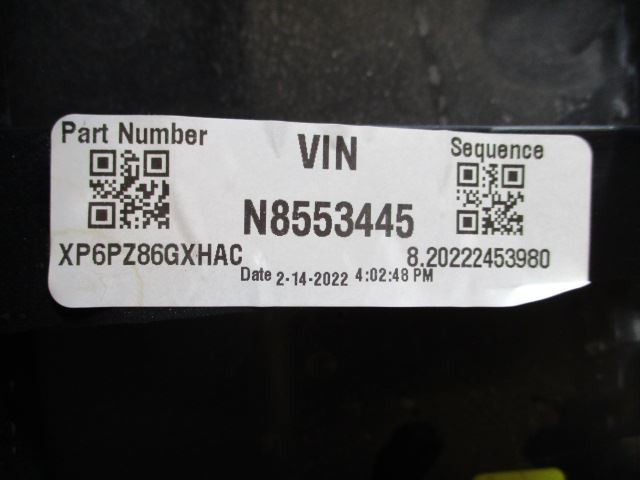 Part Number
VIN
Sequence
N8553445
XP6PZ86GXHAC
8.20222453980
Date 2-14-2022 4:02:48 PM